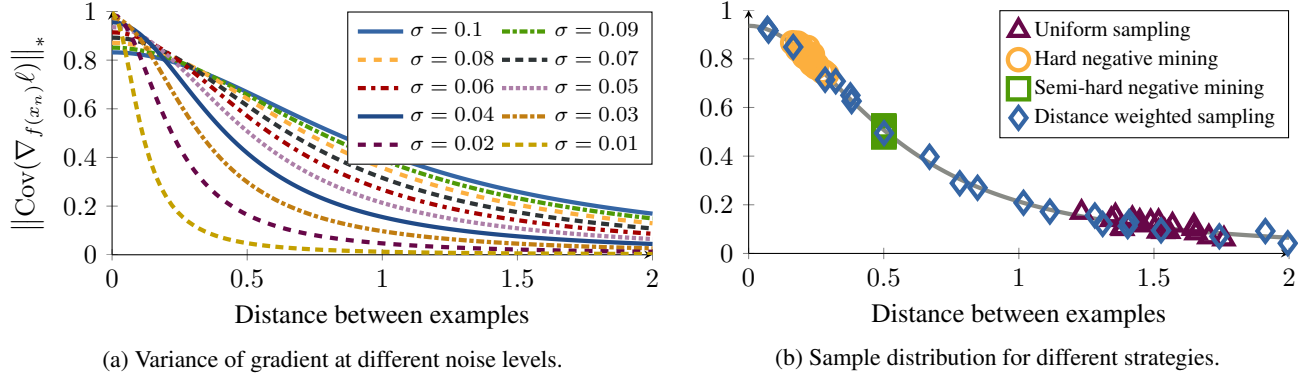 ‖Cov(∇_{f(x_n)}ℓ)‖_*
1
0.8
0.6
0.4
0.2
0
0 0.5 1 1.5 2
Distance between examples
σ = 0.1 σ = 0.09
σ = 0.08 σ = 0.07
σ = 0.06 σ = 0.05
σ = 0.04 σ = 0.03
σ = 0.02 σ = 0.01
(a) Variance of gradient at different noise levels.
1
0.8
0.6
0.4
0.2
0
0 0.5 1 1.5 2
Distance between examples
Uniform sampling
Hard negative mining
Semi-hard negative mining
Distance weighted sampling
(b) Sample distribution for different strategies.